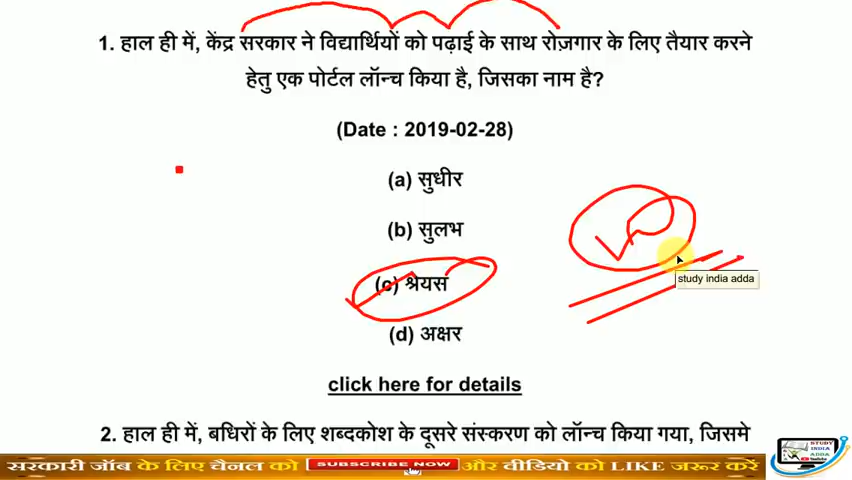 1. हाल ही में, केंद्र सरकार ने विद्यार्थियों को पढ़ाई के साथ रोज़गार के लिए तैयार करने
हेतु एक पोर्टल लॉन्च किया है, जिसका नाम है?
(Date : 2019-02-28)
(a) सुधीर
(b) सुलभ
(c) श्रेयस
(d) अक्षर
study india adda
click here for details
2. हाल ही में, बधिरों के लिए शब्दकोश के दूसरे संस्करण को लॉन्च किया गया, जिसमे
सरकारी जॉब के लिए चैनल को SUBSCRIBE NOW और वीडियो को LIKE जरूर करें
STUDY
INDIA
ADDA
YouTube